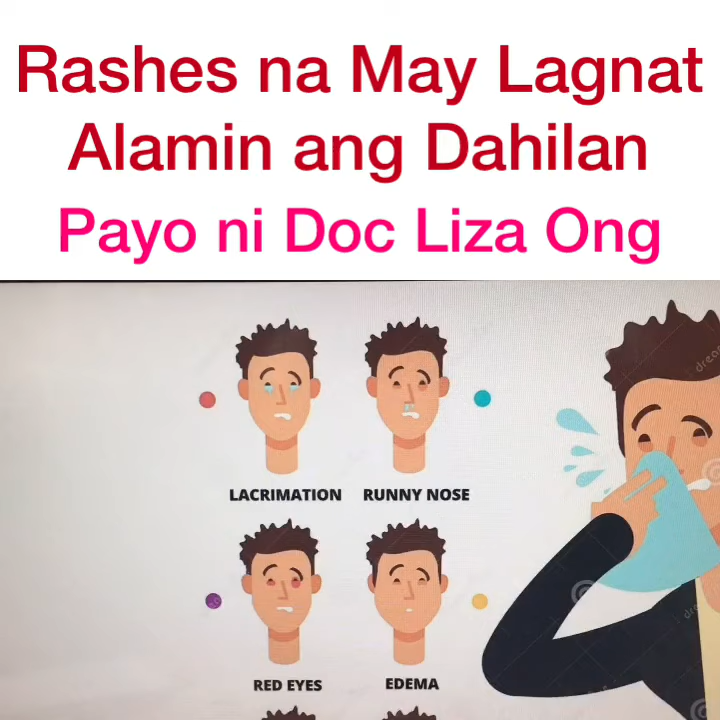 Rashes na May Lagnat
Alamin ang Dahilan
Payo ni Doc Liza Ong
LACRIMATION RUNNY NOSE
RED EYES EDEMA